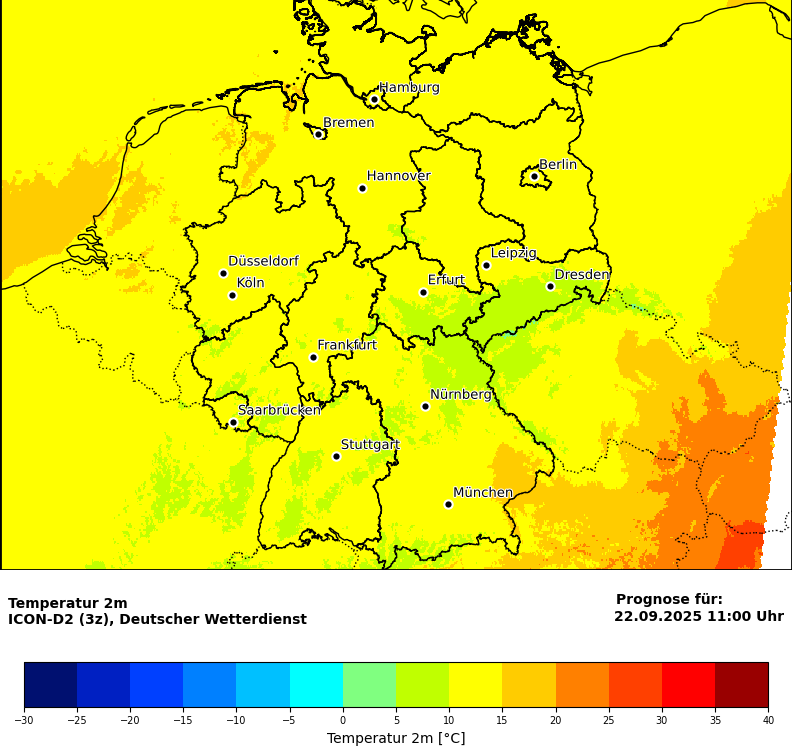 Hamburg
Bremen
Berlin
Hannover
Leipzig
Düsseldorf
Dresden
Köln
Erfurt
Frankfurt
Nürnberg
Saarbrücken
Stuttgart
München
Temperatur 2m
ICON-D2 (3z), Deutscher Wetterdienst
Prognose für:
22.09.2025 11:00 Uhr
−30 −25 −20 −15 −10 −5 0 5 10 15 20 25 30 35 40
Temperatur 2m [°C]